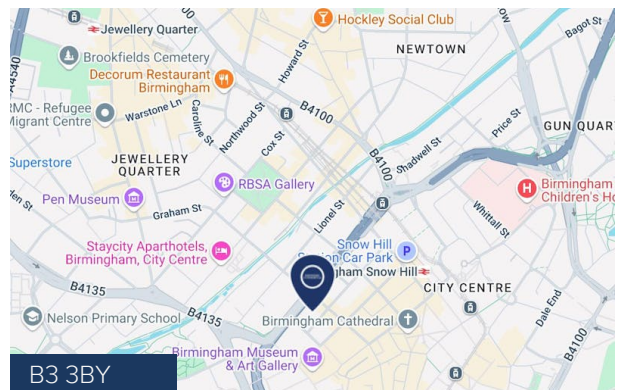 Hockley Social Club
Jewellery Quarter
Bagot St
NEWTOWN
A4540
Brookfields Cemetery
Howard St
Decorum Restaurant
Birmingham
B4100
RMC - Refugee
Migrant Centre
Warstone Ln
Caroline St
Northwood St
Cox St
Price St
GUN QUAR
Superstore
JEWELLERY
QUARTER
B4100
Shadwell St
RBSA Gallery
Birmingham
Children's Ho
Pen Museum
Graham St
Lionel St
Whittall St
Staycity Aparthotels,
Birmingham, City Centre
Snow Hill
Car Park
P
H
gham Snow Hill
B4135
CITY CENTRE
Nelson Primary School
B4135
Birmingham Cathedral
Dale End
B4100
Birmingham Museum
& Art Gallery
B3 3BY